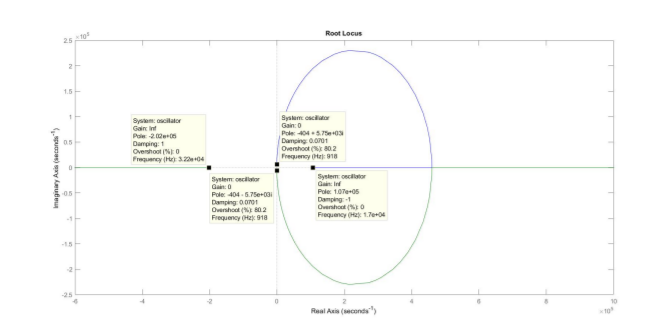 Root Locus
×10⁵
2.5
2
1.5
1
0.5
0
-0.5
-1
-1.5
-2
-2.5
Imaginary Axis (seconds⁻¹)
System: oscillator
Gain: Inf
Pole: -2.02e+05
Damping: 1
Overshoot (%): 0
Frequency (Hz): 3.22e+04
System: oscillator
Gain: 0
Pole: -404 + 5.75e+03i
Damping: 0.0701
Overshoot (%): 80.2
Frequency (Hz): 918
System: oscillator
Gain: 0
Pole: -404 - 5.75e+03i
Damping: 0.0701
Overshoot (%): 80.2
Frequency (Hz): 918
System: oscillator
Gain: Inf
Pole: 1.07e+05
Damping: -1
Overshoot (%): 0
Frequency (Hz): 1.7e+04
-6 -4 -2 0 2 4 6 8 10
Real Axis (seconds⁻¹)